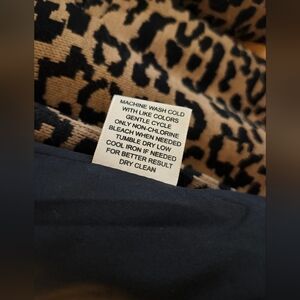 MACHINE WASH COLD
WITH LIKE COLORS
GENTLE CYCLE
ONLY NON-CHLORINE
BLEACH WHEN NEEDED
TUMBLE DRY LOW
COOL IRON IF NEEDED
FOR BETTER RESULT
DRY CLEAN